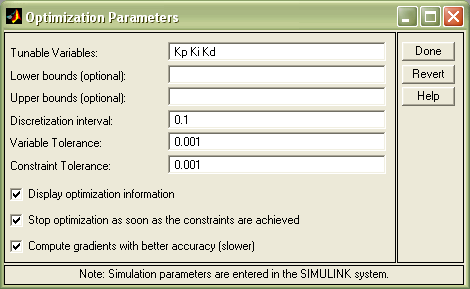 Optimization Parameters
Tunable Variables: Kp Ki Kd
Done
Lower bounds (optional):
Revert
Upper bounds (optional):
Help
Discretization interval: 0.1
Variable Tolerance: 0.001
Constraint Tolerance: 0.001
Display optimization information
Stop optimization as soon as the constraints are achieved
Compute gradients with better accuracy (slower)
Note: Simulation parameters are entered in the SIMULINK system.